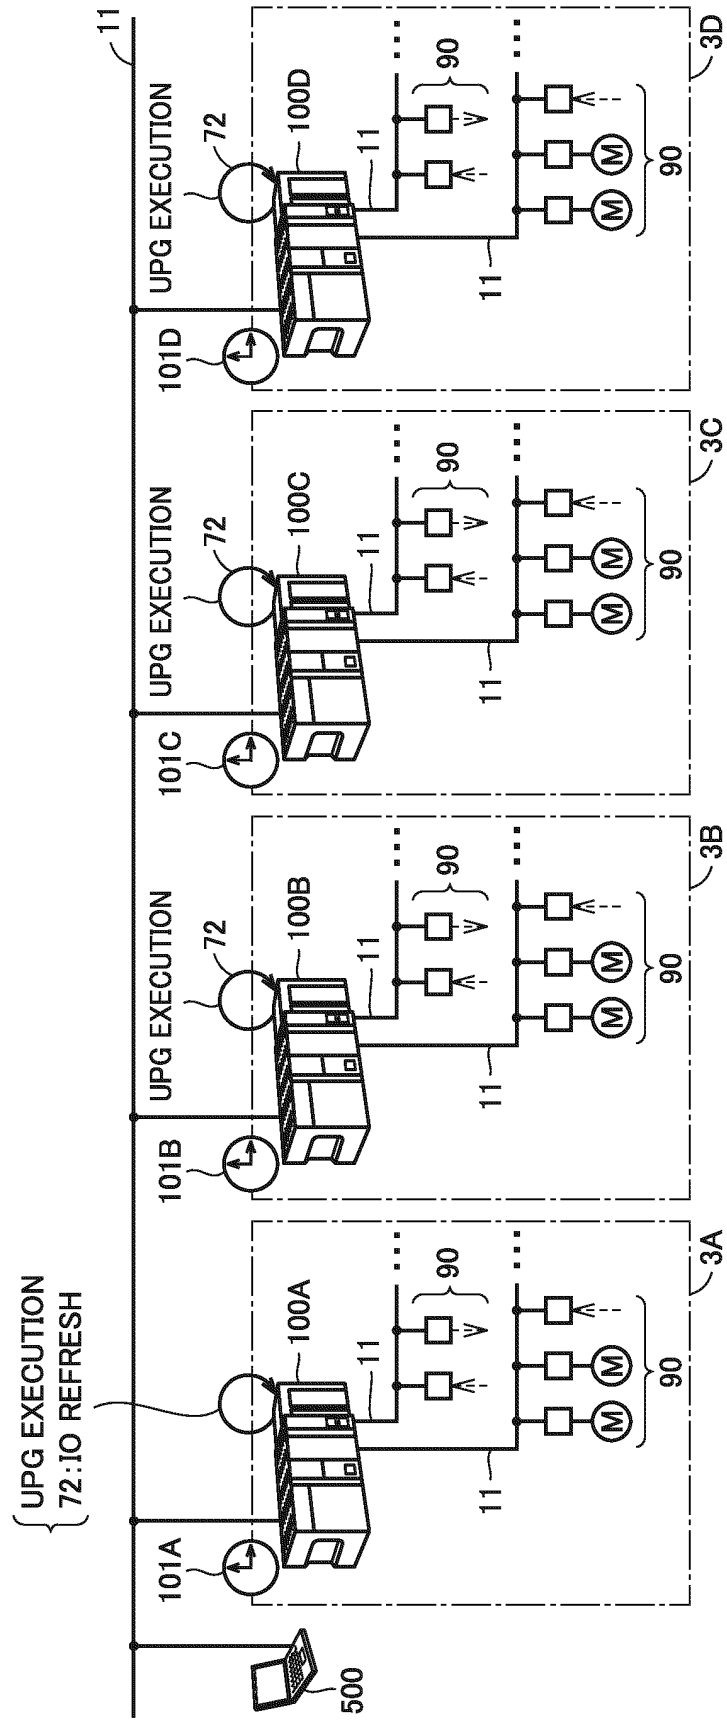 UPG EXECUTION
72:IO REFRESH
11
UPG EXECUTION
UPG EXECUTION
UPG EXECUTION
72
72
72
101A
101B
101C
101D
100A
100B
100C
100D
500
11
11
11
11
90
90
90
90
11
11
11
11
M
M
M
M
M
M
M
M
90
90
90
90
3A
3B
3C
3D